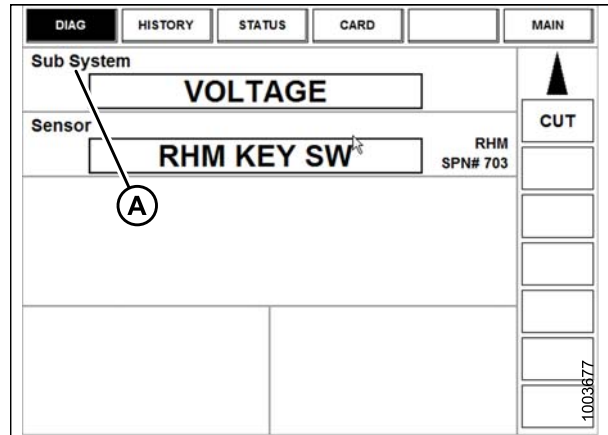 DIAG HISTORY STATUS CARD MAIN
Sub System
VOLTAGE
CUT
Sensor
RHM KEY SW
RHM
SPN# 703
A
1003677